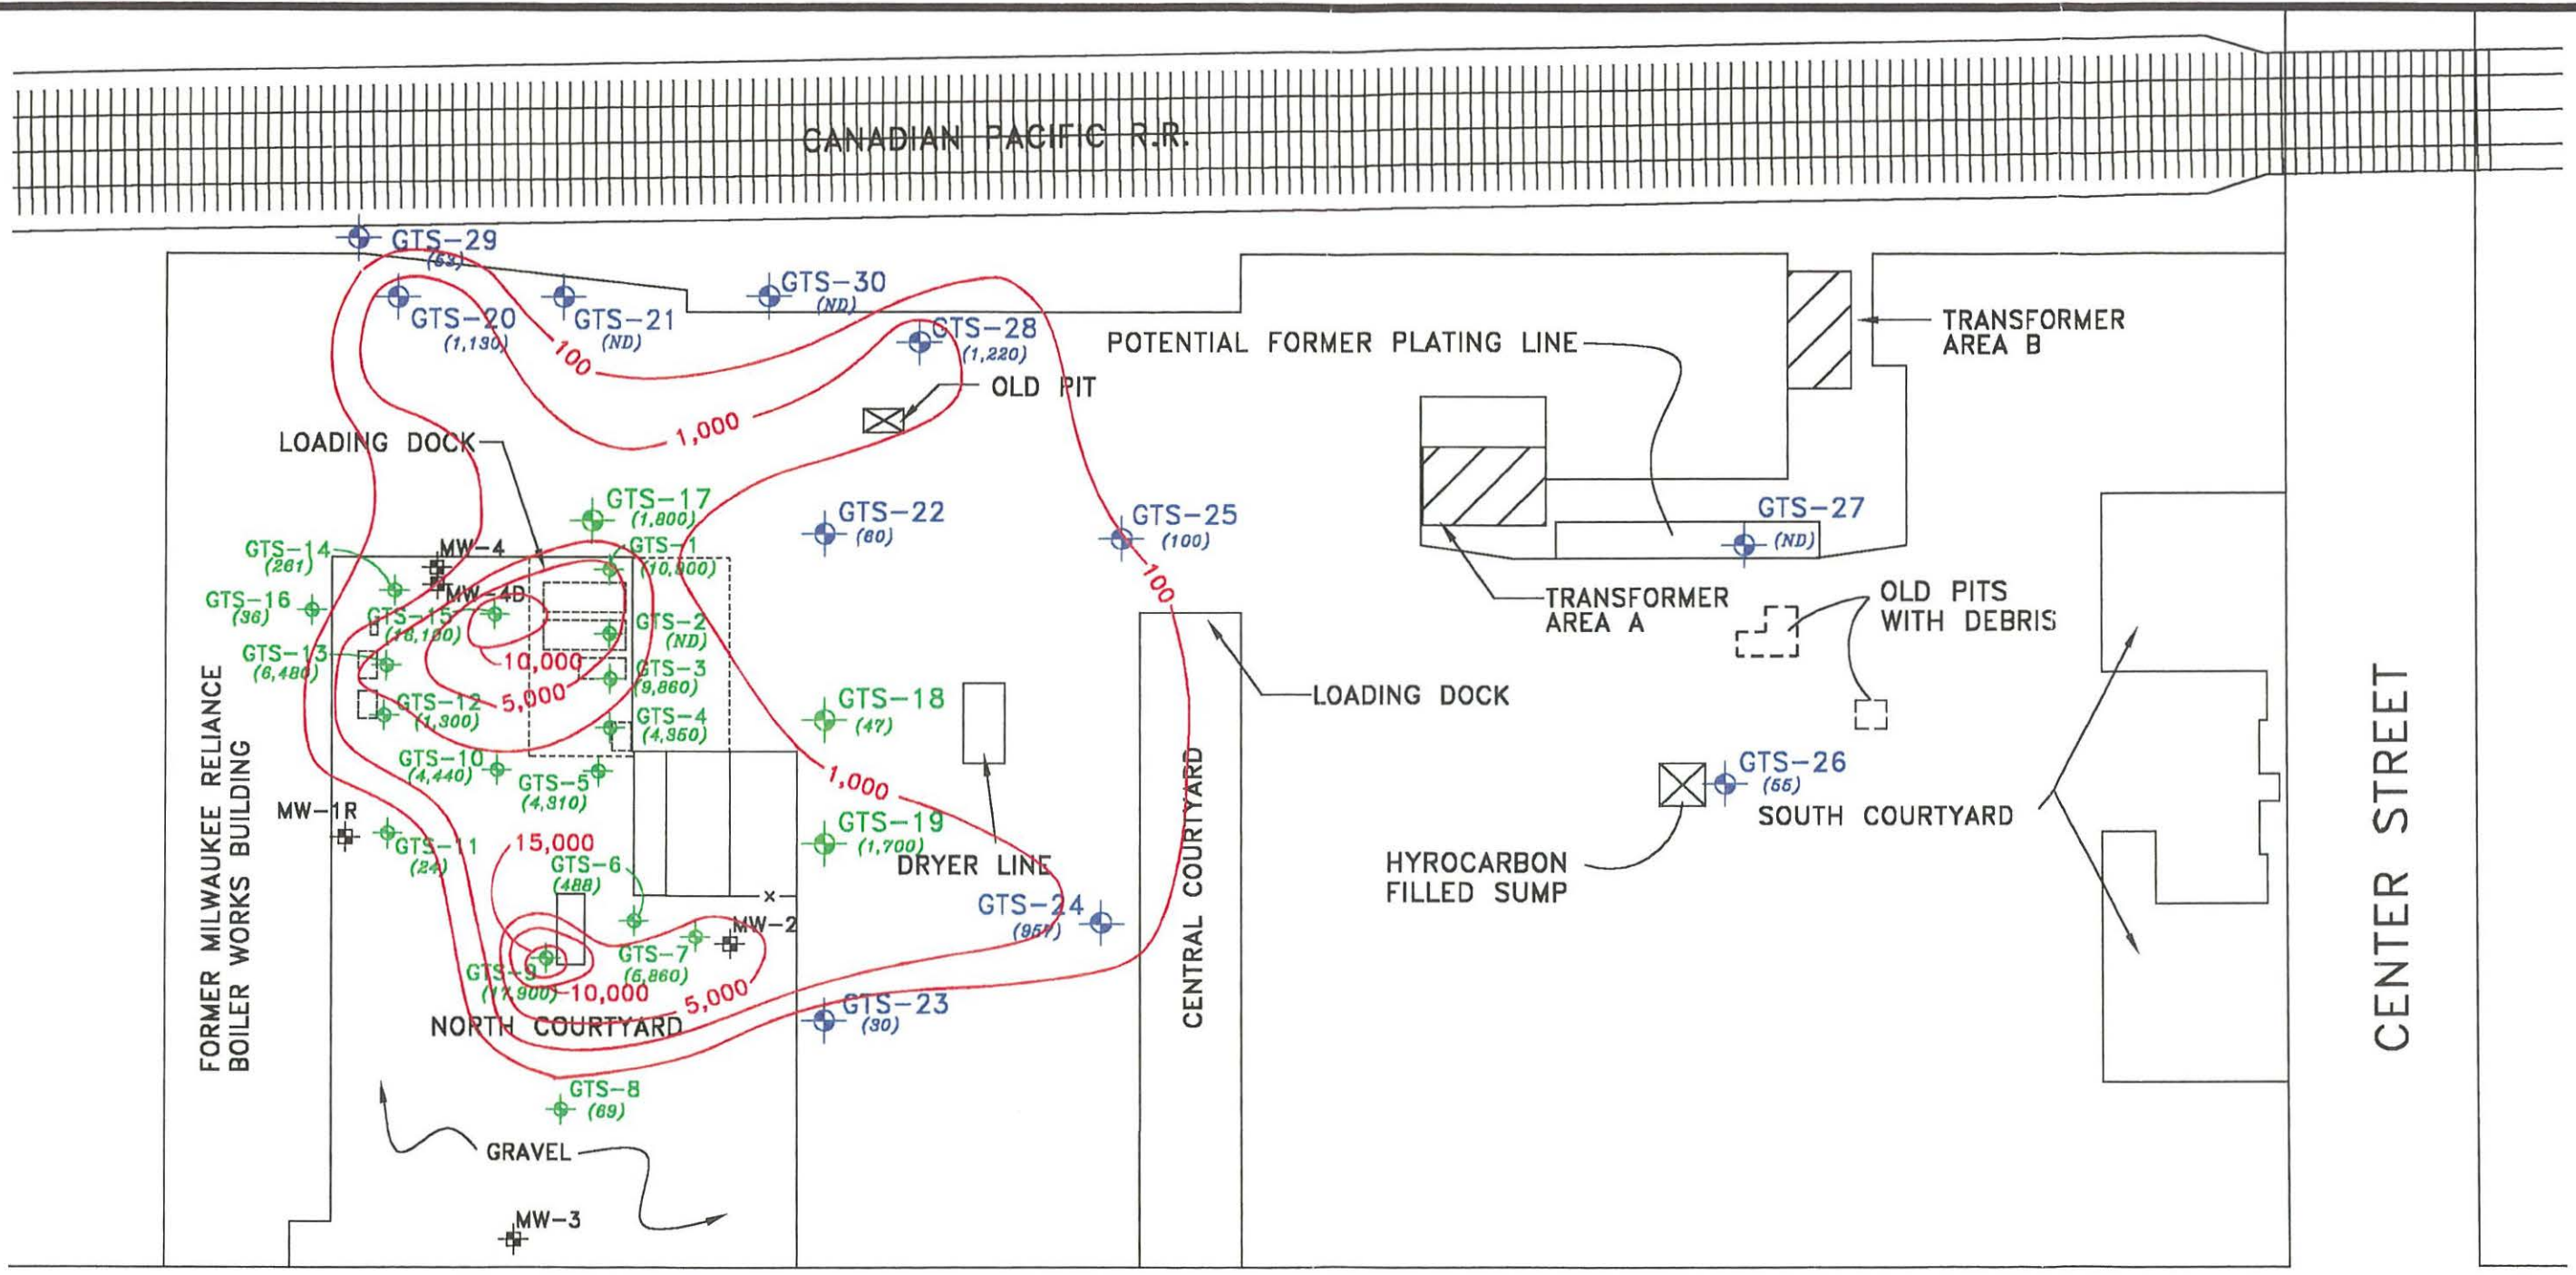 CANADIAN PACIFIC R.R.
GTS-29
(53)
GTS-20
(1,130)
GTS-21
(ND)
GTS-30
(ND)
GTS-28
(1,220)
100
1,000
OLD PIT
LOADING DOCK
POTENTIAL FORMER PLATING LINE
TRANSFORMER
AREA B
GTS-17
(1,800)
GTS-22
(60)
GTS-25
(100)
GTS-27
(ND)
GTS-14
(261)
MW-4
MW-4D
GTS-1
(10,900)
GTS-16
(36)
GTS-15
(16,100)
GTS-2
(ND)
GTS-13
(6,480)
10,000
GTS-3
(9,860)
5,000
GTS-12
(1,300)
GTS-4
(4,350)
GTS-10
(4,440)
GTS-5
(4,310)
100
TRANSFORMER
AREA A
OLD PITS
WITH DEBRIS
LOADING DOCK
GTS-18
(47)
1,000
GTS-19
(1,700)
DRYER LINE
GTS-26
(55)
SOUTH COURTYARD
HYROCARBON
FILLED SUMP
MW-1R
GTS-11
(24)
15,000
GTS-6
(488)
x
MW-2
GTS-7
(5,860)
GTS-9
(17,900)
10,000
5,000
GTS-24
(957)
GTS-23
(30)
NORTH COURTYARD
GTS-8
(69)
GRAVEL
MW-3
FORMER MILWAUKEE RELIANCE
BOILER WORKS BUILDING
CENTRAL COURTYARD
CENTER STREET